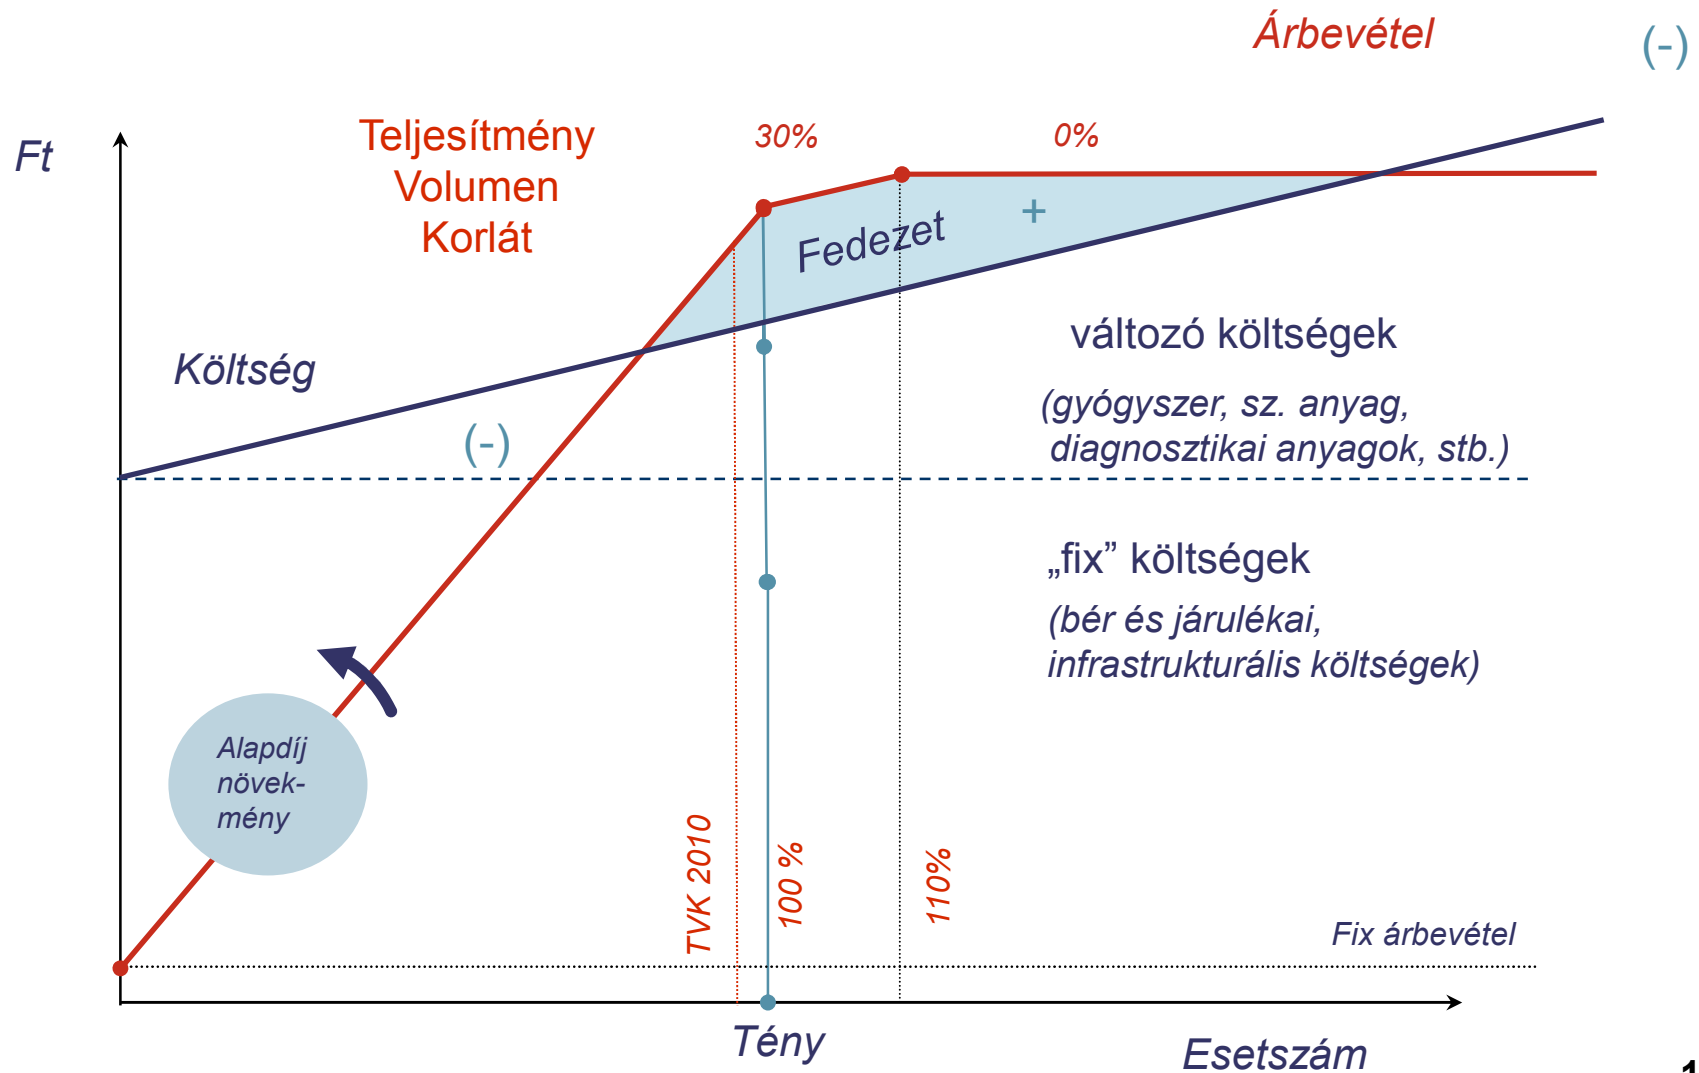 Árbevétel
(-)
Ft
Teljesítmény
Volumen
Korlát
30%
0%
+
Fedezet
Költség
(-)
változó költségek
(gyógyszer, sz. anyag,
diagnosztikai anyagok, stb.)
„fix” költségek
(bér és járulékai,
infrastrukturális költségek)
Alapdíj
növek-
mény
TVK 2010
100 %
110%
Fix árbevétel
Tény
Esetszám